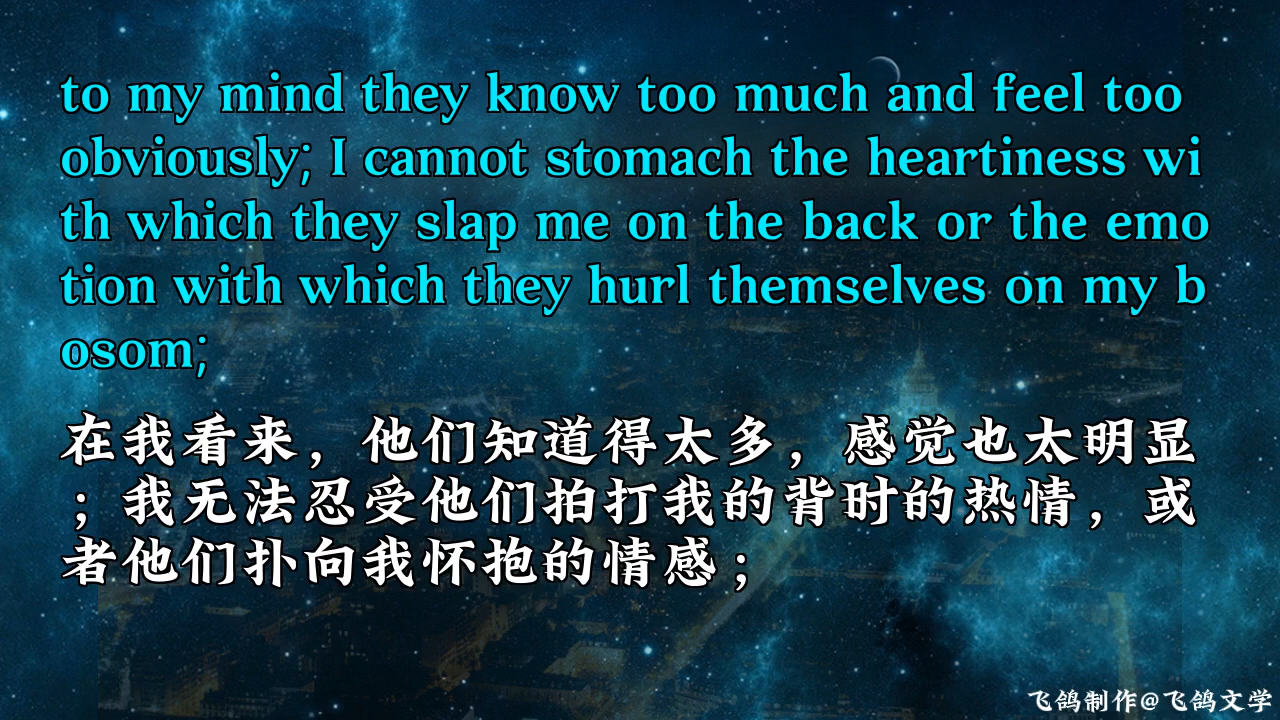 to my mind they know too much and feel too
obviously; I cannot stomach the heartiness wi
th which they slap me on the back or the emo
tion with which they hurl themselves on my b
osom;
在我看来，他们知道得太多，感觉也太明显
；我无法忍受他们拍打我的背时的热情，或
者他们扑向我怀抱的情感；
飞鸽制作@飞鸽文学